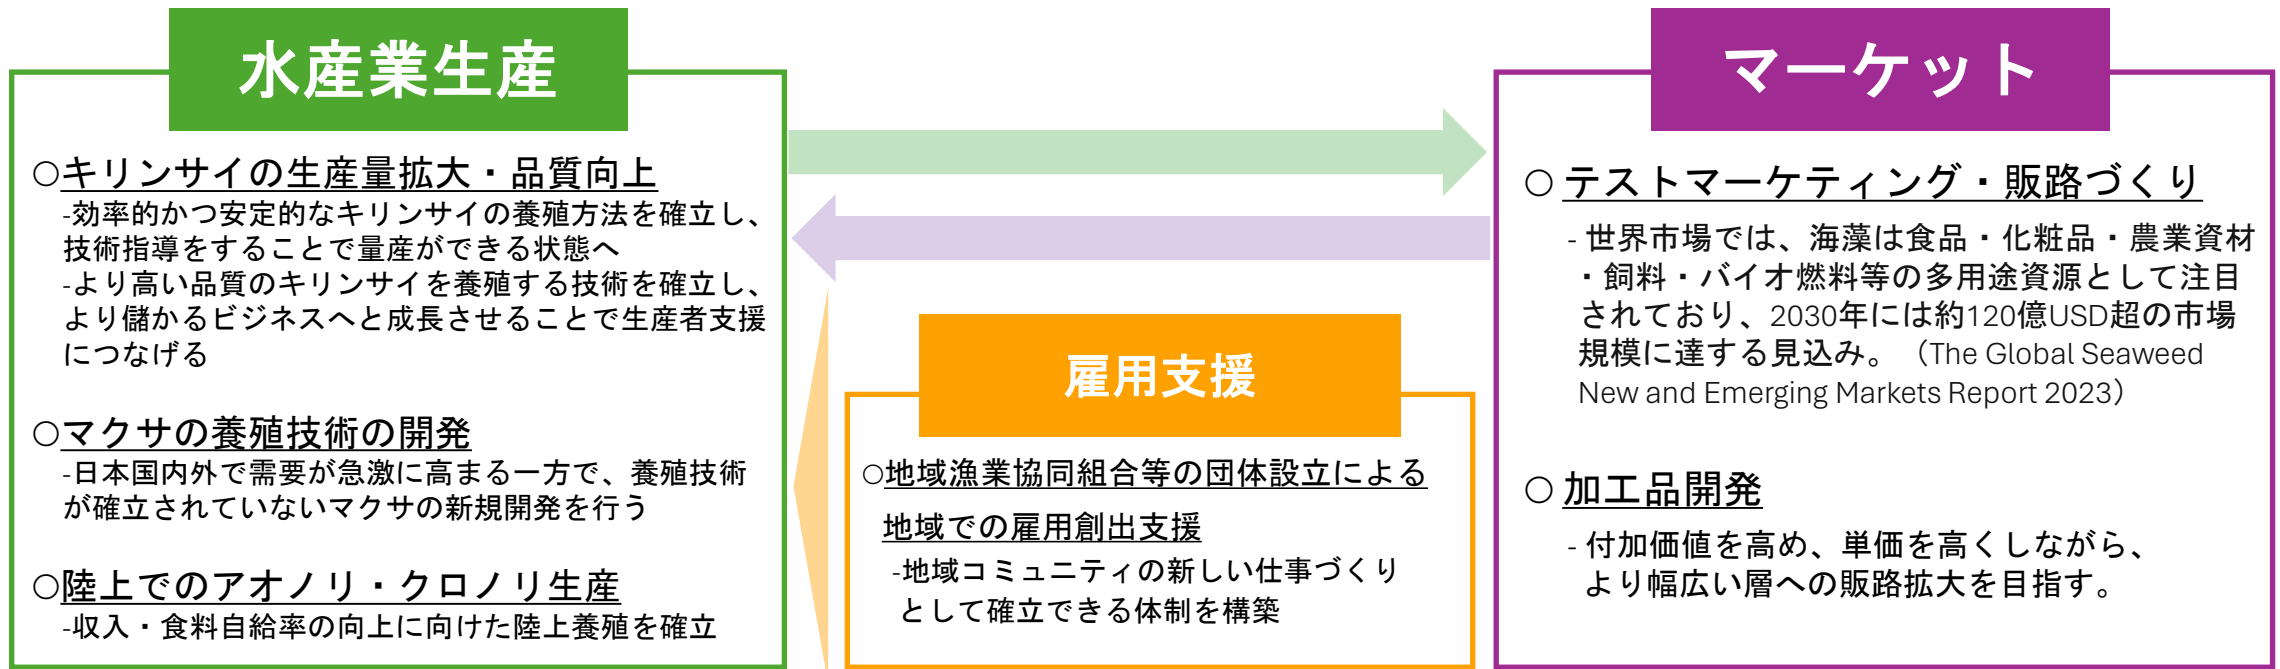 水産業生産
○キリンサイの生産量拡大・品質向上
-効率的かつ安定的なキリンサイの養殖方法を確立し、
技術指導をすることで量産ができる状態へ
-より高い品質のキリンサイを養殖する技術を確立し、
より儲かるビジネスへと成長させることで生産者支援
につなげる
○マクサの養殖技術の開発
-日本国内外で需要が急激に高まる一方で、養殖技術
が確立されていないマクサの新規開発を行う
○陸上でのアオノリ・クロノリ生産
-収入・食料自給率の向上に向けた陸上養殖を確立
雇用支援
○地域漁業協同組合等の団体設立による
地域での雇用創出支援
-地域コミュニティの新しい仕事づくり
として確立できる体制を構築
マーケット
○テストマーケティング・販路づくり
- 世界市場では、海藻は食品・化粧品・農業資材
・飼料・バイオ燃料等の多用途資源として注目
されており、2030年には約120億USD超の市場
規模に達する見込み。（The Global Seaweed
New and Emerging Markets Report 2023）
○加工品開発
- 付加価値を高め、単価を高くしながら、
より幅広い層への販路拡大を目指す。